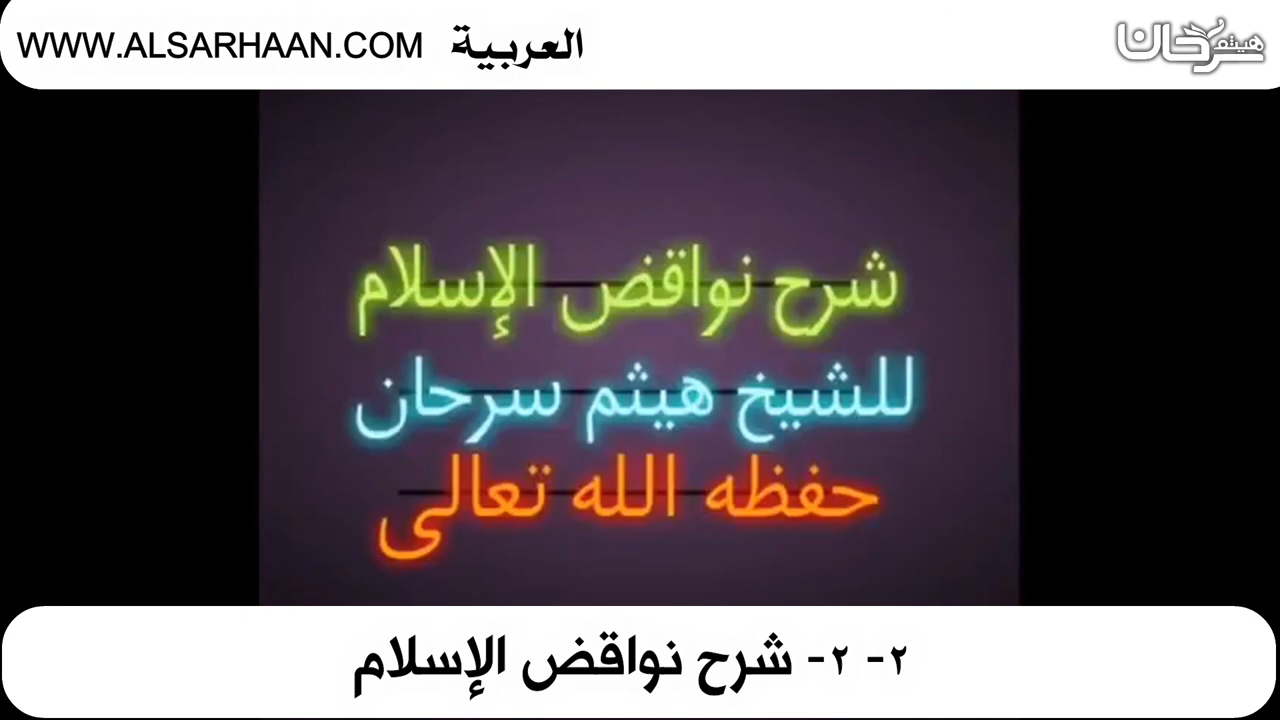 WWW.ALSARHAAN.COM العربية
هيثم سرحان
شرح نواقض الإسلام
للشيخ هيثم سرحان
حفظه الله تعالى
٢- ٢- شرح نواقض الإسلام